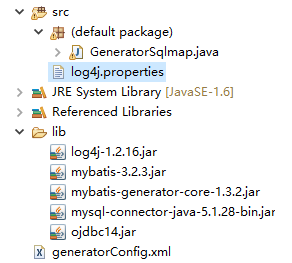 src
(default package)
GeneratorSqlmap.java
log4j.properties
JRE System Library [JavaSE-1.6]
Referenced Libraries
lib
log4j-1.2.16.jar
mybatis-3.2.3.jar
mybatis-generator-core-1.3.2.jar
mysql-connector-java-5.1.28-bin.jar
ojdbc14.jar
generatorConfig.xml